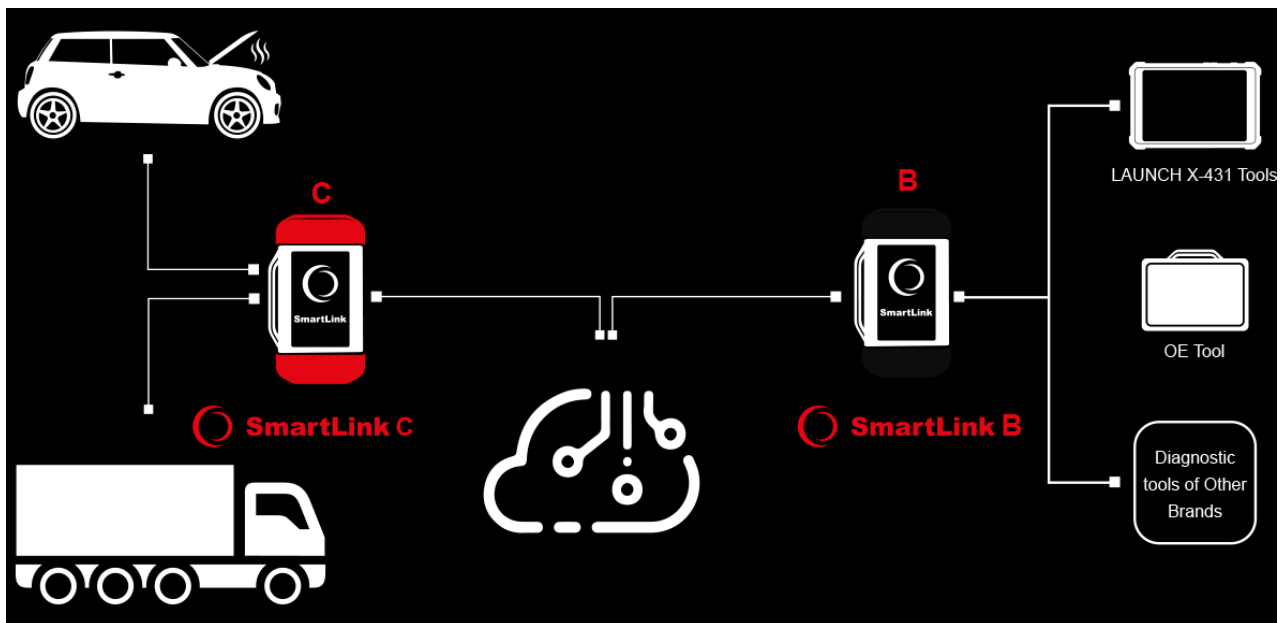 C
B
SmartLink
SmartLink
LAUNCH X-431 Tools
OE Tool
SmartLink C
SmartLink B
Diagnostic
tools of Other
Brands